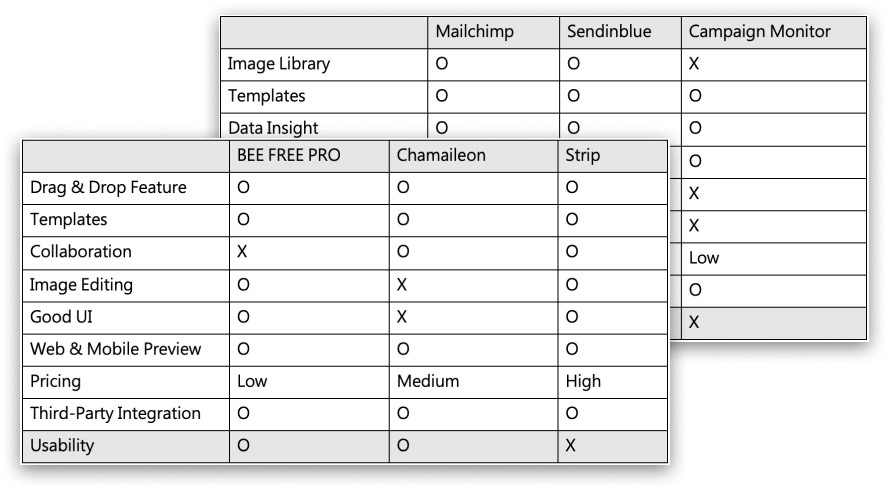 Mailchimp Sendinblue Campaign Monitor
Image Library O O X
Templates O O O
Data Insight O O O
O
X
X
Low
O
X
BEE FREE PRO Chamaileon Strip
Drag & Drop Feature O O O
Templates O O O
Collaboration X O O
Image Editing O X O
Good UI O X O
Web & Mobile Preview O O O
Pricing Low Medium High
Third-Party Integration O O O
Usability O O X